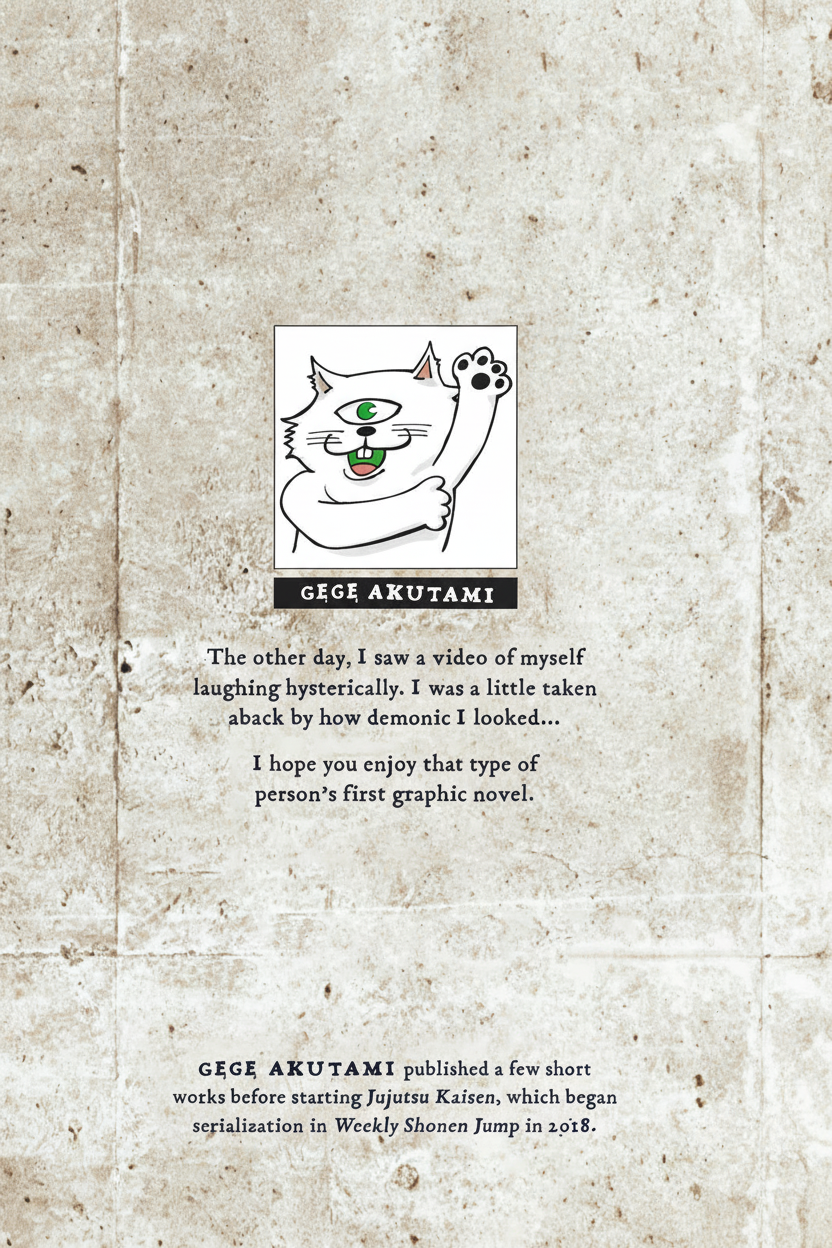 GEGE AKUTAMI
The other day, I saw a video of myself
laughing hysterically. I was a little taken
aback by how demonic I looked...
I hope you enjoy that type of
person's first graphic novel.
GEGE AKUTAMI published a few short
works before starting Jujutsu Kaisen, which began
serialization in Weekly Shonen Jump in 2018.